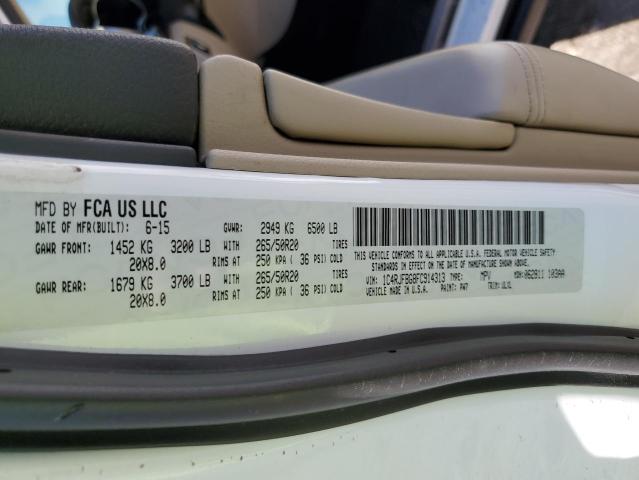 MFD BY FCA US LLC
DATE OF MFR(BUILT): 6-15 GVWR: 2949 KG 6500 LB
GAWR FRONT: 1452 KG 3200 LB WITH 265/50R20 TIRES
20X8.0 RIMS AT 250 KPA ( 36 PSI) COLD
GAWR REAR: 1679 KG 3700 LB WITH 265/50R20 TIRES
20X8.0 RIMS AT 250 KPA ( 36 PSI) COLD
THIS VEHICLE CONFORMS TO ALL APPLICABLE U.S.A. FEDERAL MOTOR VEHICLE SAFETY
STANDARDS IN EFFECT ON THE DATE OF MANUFACTURE SHOWN ABOVE.
VIN: 1C4RJFBG8FC914313 TYPE: MPV MDH: 062811 103AA
VEHICLE MADE IN U.S.A. PAINT: PW7 TRIM: